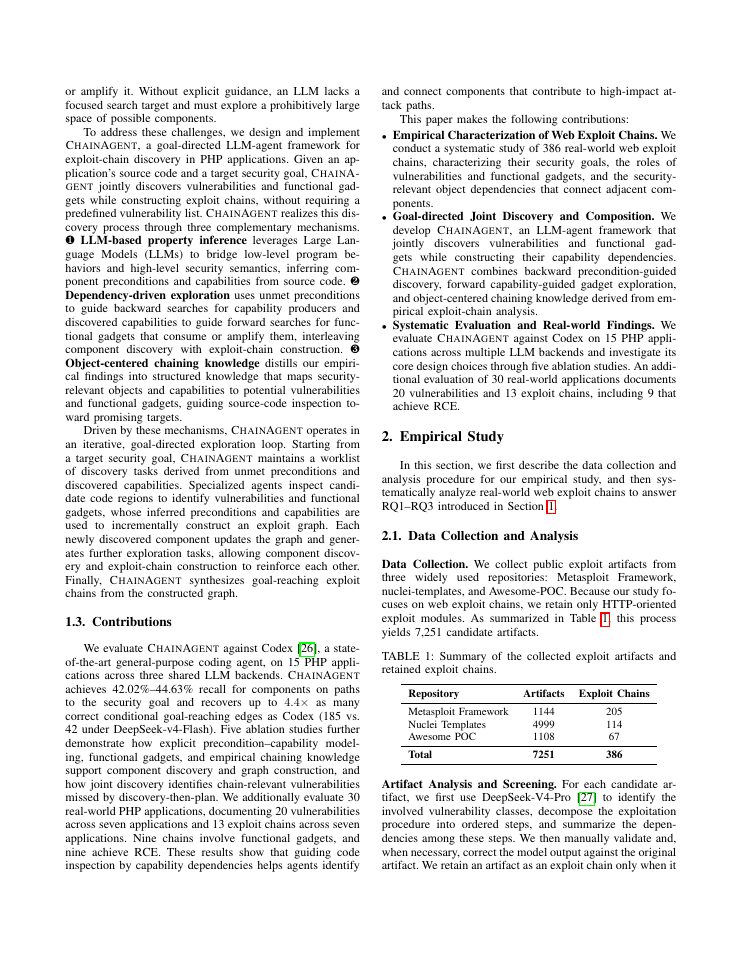 or amplify it. Without explicit guidance, an LLM lacks a
focused search target and must explore a prohibitively large
space of possible components.
To address these challenges, we design and implement
CHAINAGENT, a goal-directed LLM-agent framework for
exploit-chain discovery in PHP applications. Given an ap-
plication's source code and a target security goal, CHAINA-
GENT jointly discovers vulnerabilities and functional gad-
gets while constructing exploit chains, without requiring a
predefined vulnerability list. CHAINAGENT realizes this dis-
covery process through three complementary mechanisms.
❶ LLM-based property inference leverages Large Lan-
guage Models (LLMs) to bridge low-level program be-
haviors and high-level security semantics, inferring com-
ponent preconditions and capabilities from source code. ❷
Dependency-driven exploration uses unmet preconditions
to guide backward searches for capability producers and
discovered capabilities to guide forward searches for func-
tional gadgets that consume or amplify them, interleaving
component discovery with exploit-chain construction. ❸
Object-centered chaining knowledge distills our empiri-
cal findings into structured knowledge that maps security-
relevant objects and capabilities to potential vulnerabilities
and functional gadgets, guiding source-code inspection to-
ward promising targets.
Driven by these mechanisms, CHAINAGENT operates in
an iterative, goal-directed exploration loop. Starting from
a target security goal, CHAINAGENT maintains a worklist
of discovery tasks derived from unmet preconditions and
discovered capabilities. Specialized agents inspect candi-
date code regions to identify vulnerabilities and functional
gadgets, whose inferred preconditions and capabilities are
used to incrementally construct an exploit graph. Each
newly discovered component updates the graph and gener-
ates further exploration tasks, allowing component discov-
ery and exploit-chain construction to reinforce each other.
Finally, CHAINAGENT synthesizes goal-reaching exploit
chains from the constructed graph.
1.3. Contributions
We evaluate CHAINAGENT against Codex [26], a state-
of-the-art general-purpose coding agent, on 15 PHP appli-
cations across three shared LLM backends. CHAINAGENT
achieves 42.02%–44.63% recall for components on paths
to the security goal and recovers up to 4.4× as many
correct conditional goal-reaching edges as Codex (185 vs.
42 under DeepSeek-v4-Flash). Five ablation studies further
demonstrate how explicit precondition–capability model-
ing, functional gadgets, and empirical chaining knowledge
support component discovery and graph construction, and
how joint discovery identifies chain-relevant vulnerabilities
missed by discovery-then-plan. We additionally evaluate 30
real-world PHP applications, documenting 20 vulnerabilities
across seven applications and 13 exploit chains across seven
applications. Nine chains involve functional gadgets, and
nine achieve RCE. These results show that guiding code
inspection by capability dependencies helps agents identify
and connect components that contribute to high-impact at-
tack paths.
This paper makes the following contributions:
• Empirical Characterization of Web Exploit Chains. We
conduct a systematic study of 386 real-world web exploit
chains, characterizing their security goals, the roles of
vulnerabilities and functional gadgets, and the security-
relevant object dependencies that connect adjacent com-
ponents.
• Goal-directed Joint Discovery and Composition. We
develop CHAINAGENT, an LLM-agent framework that
jointly discovers vulnerabilities and functional gad-
gets while constructing their capability dependencies.
CHAINAGENT combines backward precondition-guided
discovery, forward capability-guided gadget exploration,
and object-centered chaining knowledge derived from em-
pirical exploit-chain analysis.
• Systematic Evaluation and Real-world Findings. We
evaluate CHAINAGENT against Codex on 15 PHP appli-
cations across multiple LLM backends and investigate its
core design choices through five ablation studies. An addi-
tional evaluation of 30 real-world applications documents
20 vulnerabilities and 13 exploit chains, including 9 that
achieve RCE.
2. Empirical Study
In this section, we first describe the data collection and
analysis procedure for our empirical study, and then sys-
tematically analyze real-world web exploit chains to answer
RQ1–RQ3 introduced in Section 1.
2.1. Data Collection and Analysis
Data Collection. We collect public exploit artifacts from
three widely used repositories: Metasploit Framework,
nuclei-templates, and Awesome-POC. Because our study fo-
cuses on web exploit chains, we retain only HTTP-oriented
exploit modules. As summarized in Table 1, this process
yields 7,251 candidate artifacts.
TABLE 1: Summary of the collected exploit artifacts and
retained exploit chains.
Repository Artifacts Exploit Chains
Metasploit Framework 1144 205
Nuclei Templates 4999 114
Awesome POC 1108 67
Total 7251 386
Artifact Analysis and Screening. For each candidate ar-
tifact, we first use DeepSeek-V4-Pro [27] to identify the
involved vulnerability classes, decompose the exploitation
procedure into ordered steps, and summarize the depen-
dencies among these steps. We then manually validate and,
when necessary, correct the model output against the original
artifact. We retain an artifact as an exploit chain only when it